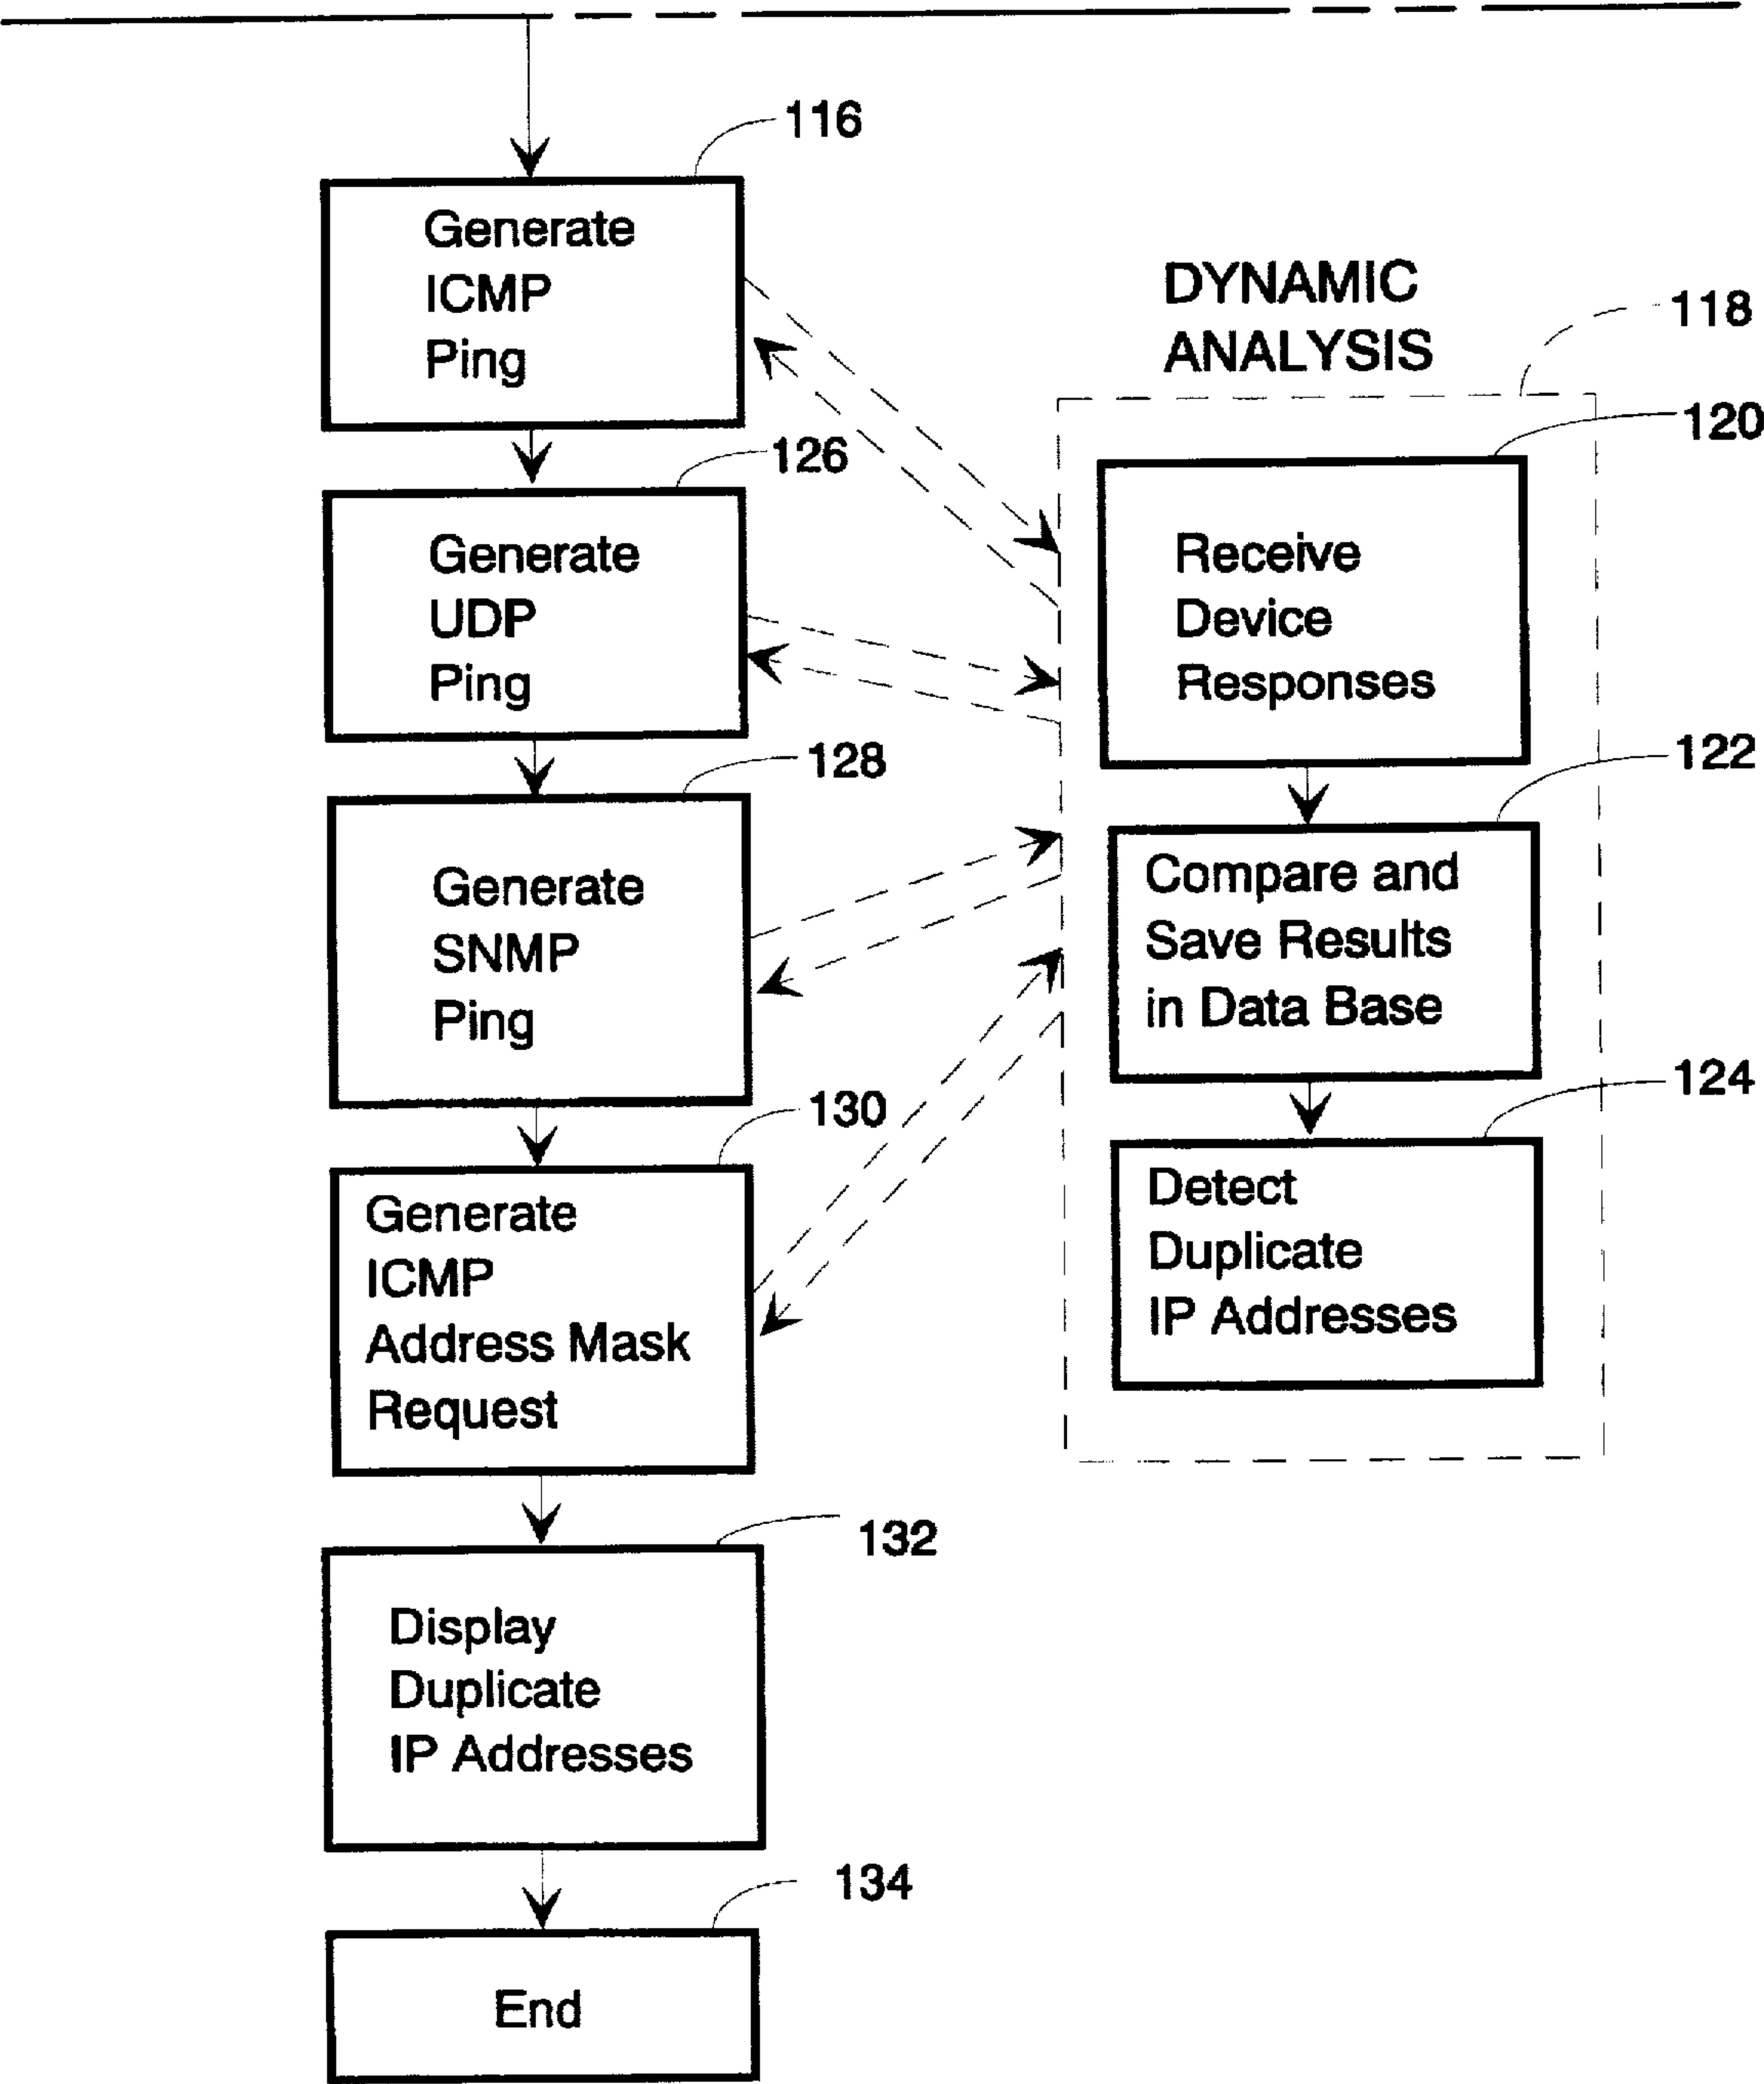 116
Generate
ICMP
Ping
DYNAMIC
ANALYSIS
118
120
126
Generate
UDP
Ping
Receive
Device
Responses
128
122
Generate
SNMP
Ping
Compare and
Save Results
in Data Base
124
130
Generate
ICMP
Address Mask
Request
Detect
Duplicate
IP Addresses
132
Display
Duplicate
IP Addresses
134
End